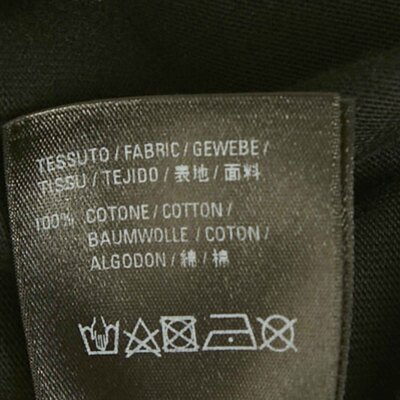 TESSUTO / FABRIC / GEWEBE /
TISSU / TEJIDO / 表地 / 面料
100% COTONE / COTTON /
BAUMWOLLE / COTON /
ALGODON / 綿 / 棉